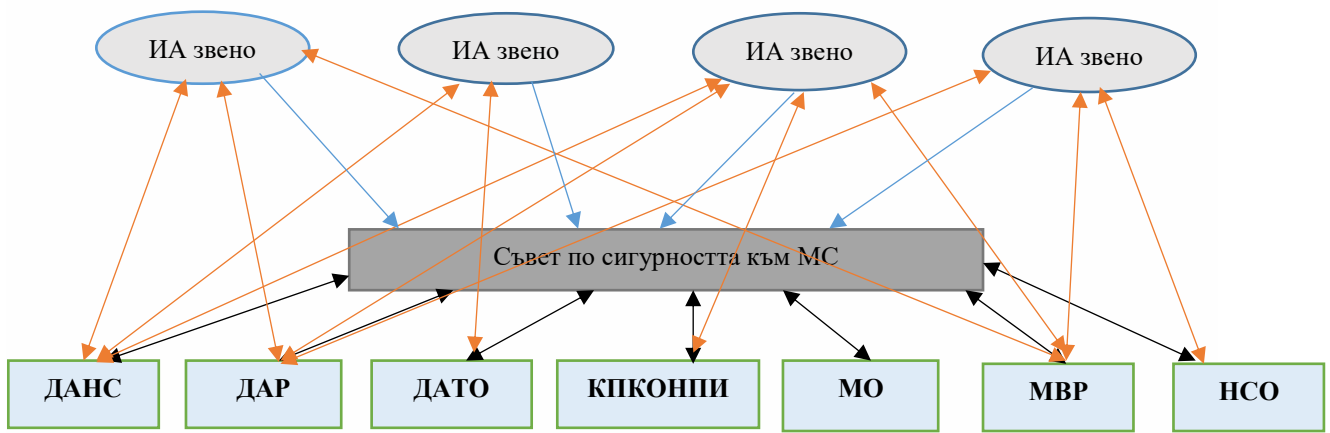 ИА звено
ИА звено
ИА звено
ИА звено
Съвет по сигурността към МС
ДАНС
ДАР
ДАТО
КПКОНПИ
МО
МВР
НСО